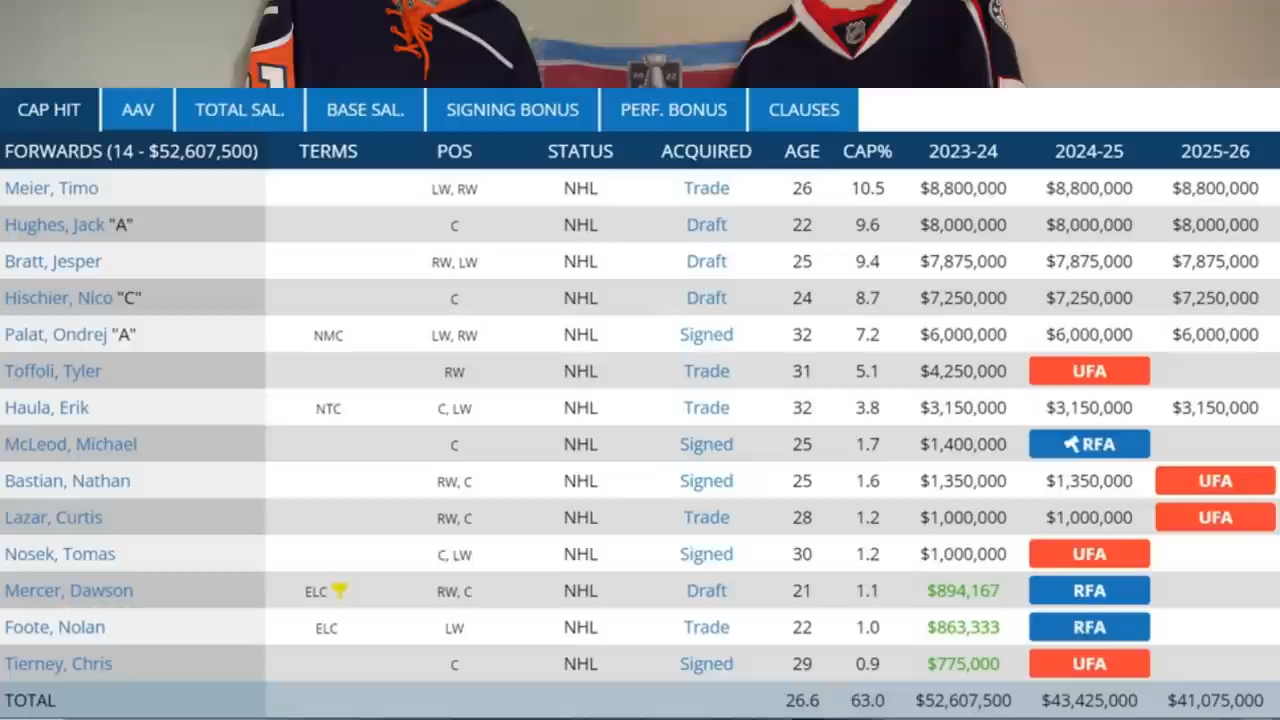 1
20 22
NHL
CAP HIT AAV TOTAL SAL. BASE SAL. SIGNING BONUS PERF. BONUS CLAUSES
FORWARDS (14 - $52,607,500) TERMS POS STATUS ACQUIRED AGE CAP% 2023-24 2024-25 2025-26
Meier, Timo LW, RW NHL Trade 26 10.5 $8,800,000 $8,800,000 $8,800,000
Hughes, Jack "A" C NHL Draft 22 9.6 $8,000,000 $8,000,000 $8,000,000
Bratt, Jesper RW, LW NHL Draft 25 9.4 $7,875,000 $7,875,000 $7,875,000
Hischier, Nico "C" C NHL Draft 24 8.7 $7,250,000 $7,250,000 $7,250,000
Palat, Ondrej "A" NMC LW, RW NHL Signed 32 7.2 $6,000,000 $6,000,000 $6,000,000
Toffoli, Tyler RW NHL Trade 31 5.1 $4,250,000 UFA
Haula, Erik NTC C, LW NHL Trade 32 3.8 $3,150,000 $3,150,000 $3,150,000
McLeod, Michael C NHL Signed 25 1.7 $1,400,000 RFA
Bastian, Nathan RW, C NHL Signed 25 1.6 $1,350,000 $1,350,000 UFA
Lazar, Curtis RW, C NHL Trade 28 1.2 $1,000,000 $1,000,000 UFA
Nosek, Tomas C, LW NHL Signed 30 1.2 $1,000,000 UFA
Mercer, Dawson ELC RW, C NHL Draft 21 1.1 $894,167 RFA
Foote, Nolan ELC LW NHL Trade 22 1.0 $863,333 RFA
Tierney, Chris C NHL Signed 29 0.9 $775,000 UFA
TOTAL 26.6 63.0 $52,607,500 $43,425,000 $41,075,000